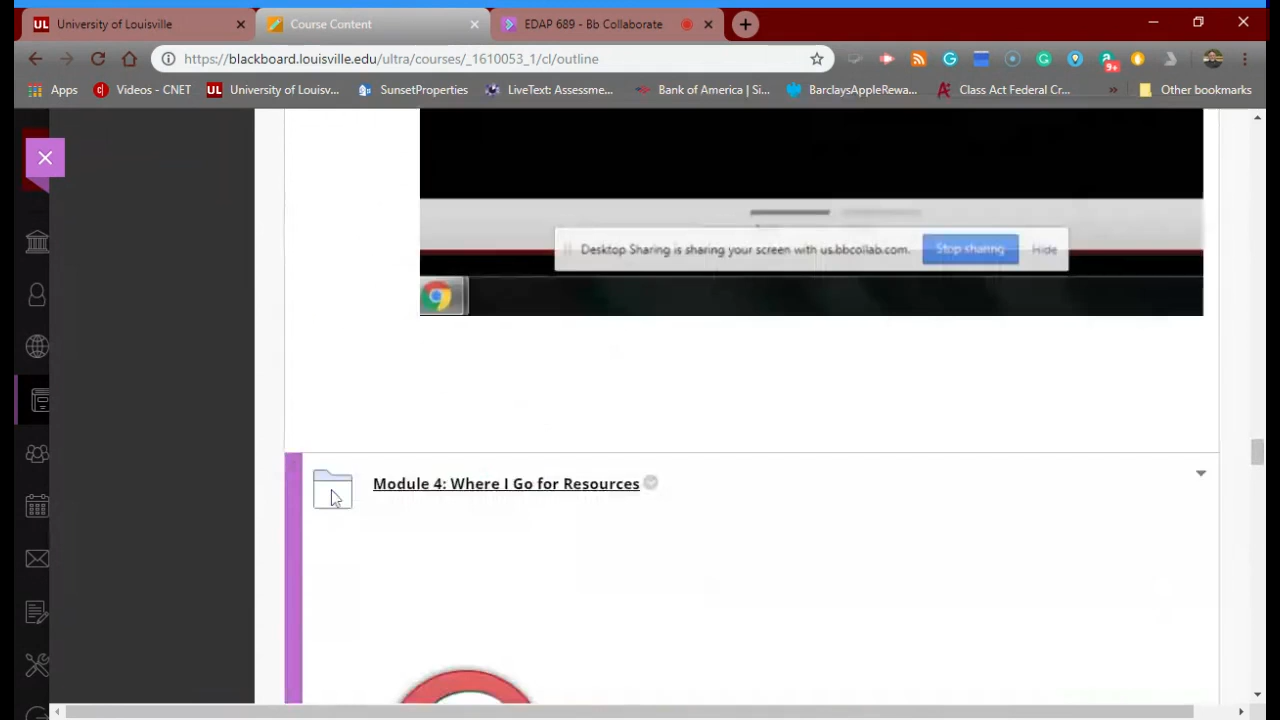 UL University of Louisville
Course Content
EDAP 689 - Bb Collaborate
https://blackboard.louisville.edu/ultra/courses/_1610053_1/cl/outline
9+
Apps
Videos - CNET
UL University of Louisv...
SunsetProperties
LiveText: Assessme...
Bank of America | Si...
BarclaysAppleRewa...
Class Act Federal Cr...
»
Other bookmarks
Desktop Sharing is sharing your screen with us.bbcollab.com.
Stop sharing
Hide
Module 4: Where I Go for Resources